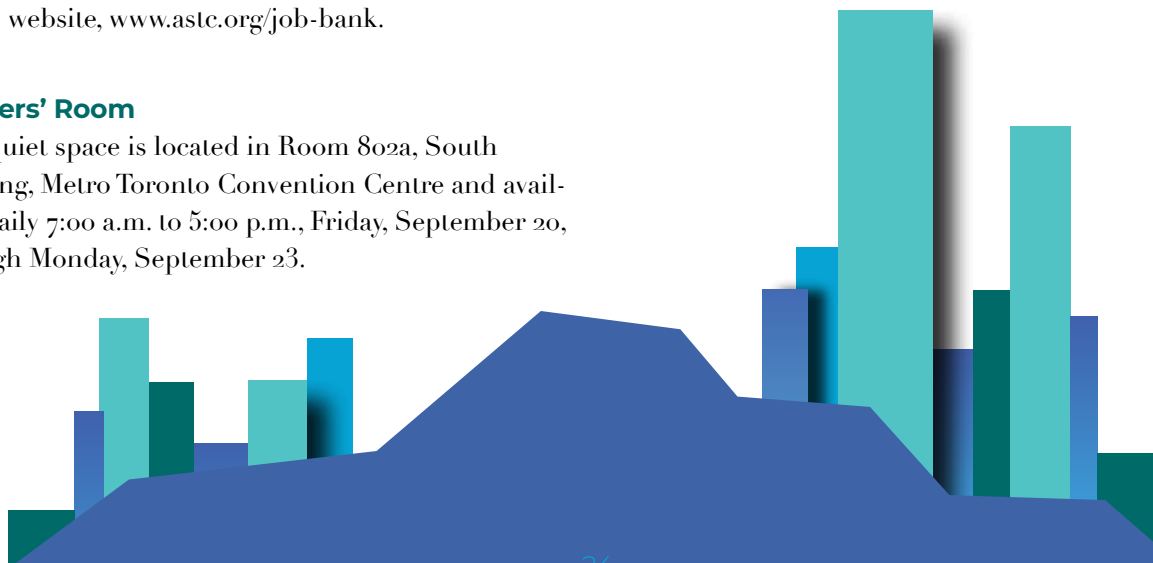 website, www.astc.org/job-bank.
ers’ Room
uiet space is located in Room 802a, South
ng, Metro Toronto Convention Centre and avail-
aily 7:00 a.m. to 5:00 p.m., Friday, September 20,
gh Monday, September 23.